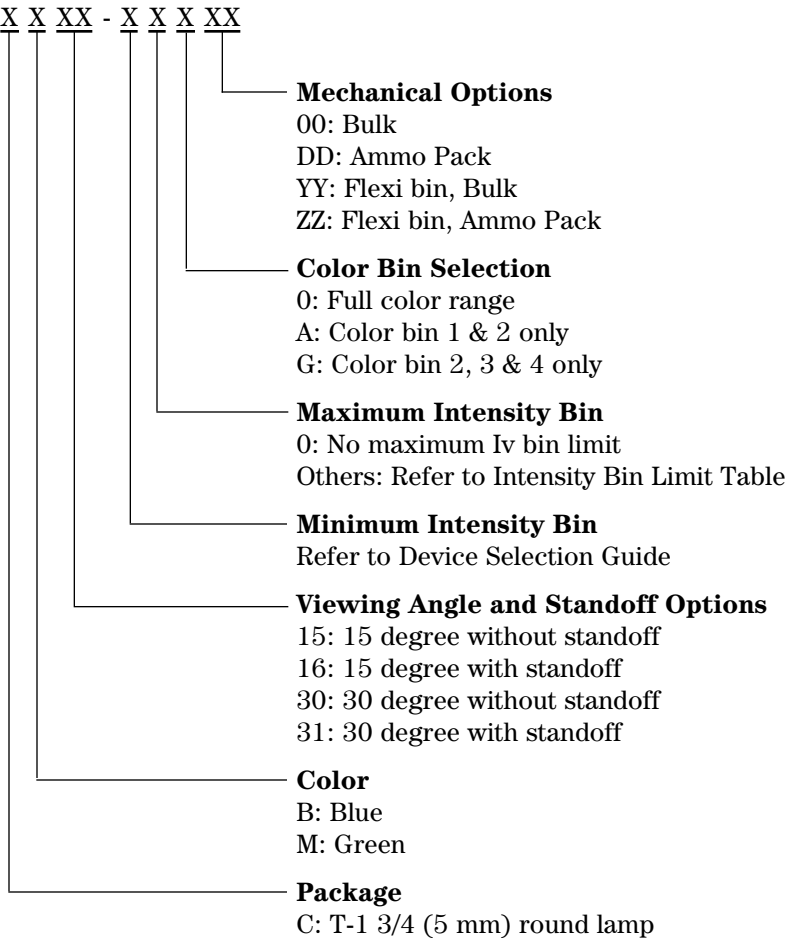 X X XX - X X X XX
Mechanical Options
00: Bulk
DD: Ammo Pack
YY: Flexi bin, Bulk
ZZ: Flexi bin, Ammo Pack
Color Bin Selection
0: Full color range
A: Color bin 1 & 2 only
G: Color bin 2, 3 & 4 only
Maximum Intensity Bin
0: No maximum Iv bin limit
Others: Refer to Intensity Bin Limit Table
Minimum Intensity Bin
Refer to Device Selection Guide
Viewing Angle and Standoff Options
15: 15 degree without standoff
16: 15 degree with standoff
30: 30 degree without standoff
31: 30 degree with standoff
Color
B: Blue
M: Green
Package
C: T-1 3/4 (5 mm) round lamp